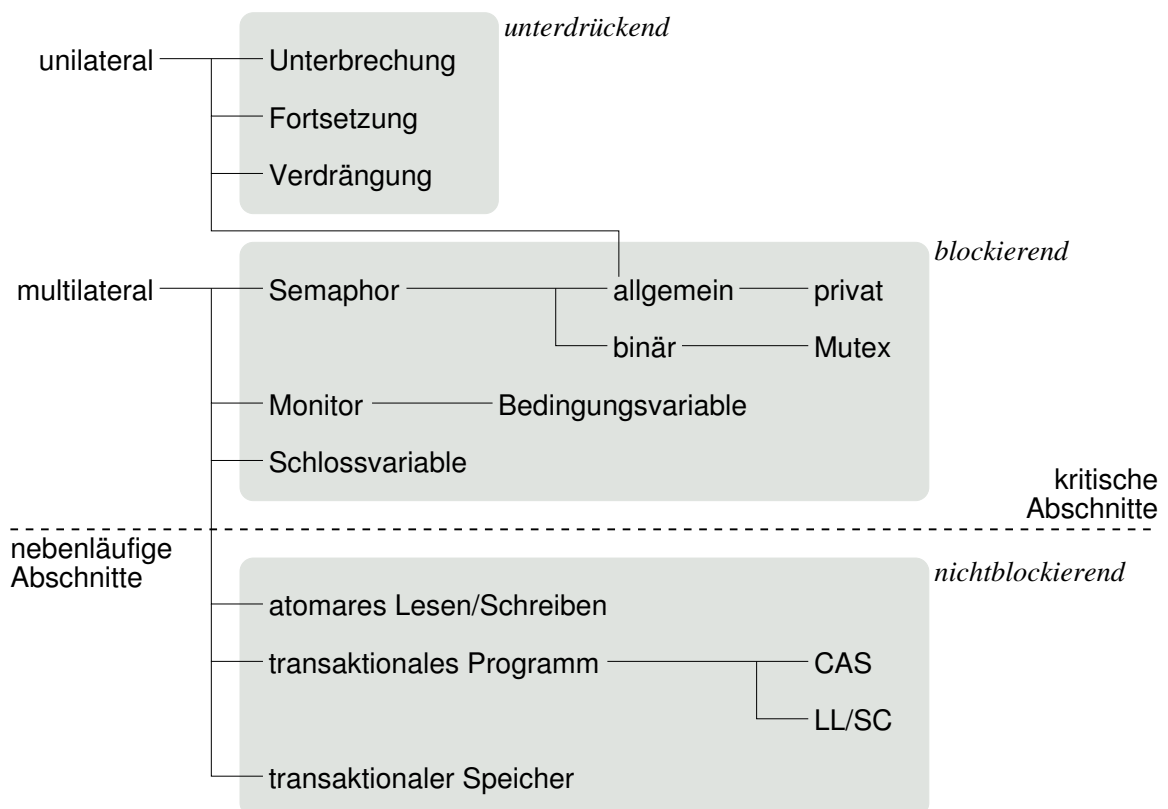 unterdrückend
unilateral Unterbrechung
Fortsetzung
Verdrängung
blockierend
multilateral Semaphor allgemein privat
binär Mutex
Monitor Bedingungsvariable
Schlossvariable
kritische
Abschnitte
nebenläufige
Abschnitte
nichtblockierend
atomares Lesen/Schreiben
transaktionales Programm CAS
LL/SC
transaktionaler Speicher